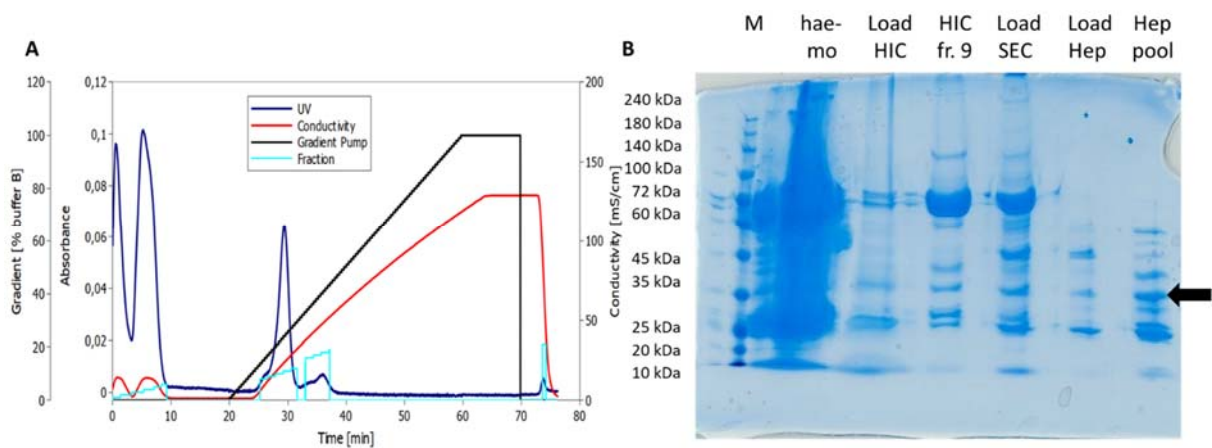 A
Gradient [% buffer B]
120
100
80
60
40
20
0
Absorbance
0,12
0,1
0,08
0,06
0,04
0,02
0
UV
Conductivity
Gradient Pump
Fraction
200
150
100
50
0
Conductivity [mS/cm]
0 10 20 30 40 50 60 70 80
Time [min]
B
M hae- Load HIC Load Load Hep
mo HIC fr. 9 SEC Hep pool
240 kDa
180 kDa
140 kDa
100 kDa
72 kDa
60 kDa
45 kDa
35 kDa
25 kDa
20 kDa
10 kDa